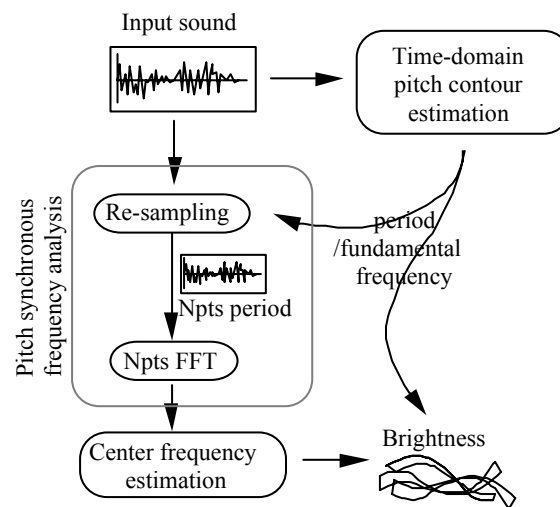 Input sound
Time-domain
pitch contour
estimation
Pitch synchronous
frequency analysis
Re-sampling
period
/fundamental
frequency
Npts period
Npts FFT
Center frequency
estimation
Brightness